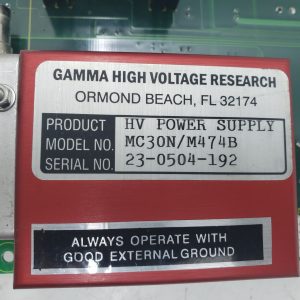 GAMMA HIGH VOLTAGE RESEARCH
ORMOND BEACH, FL 32174
PRODUCT HV POWER SUPPLY
MODEL NO. MC30N/M474B
SERIAL NO. 23-0504-192
ALWAYS OPERATE WITH
GOOD EXTERNAL GROUND